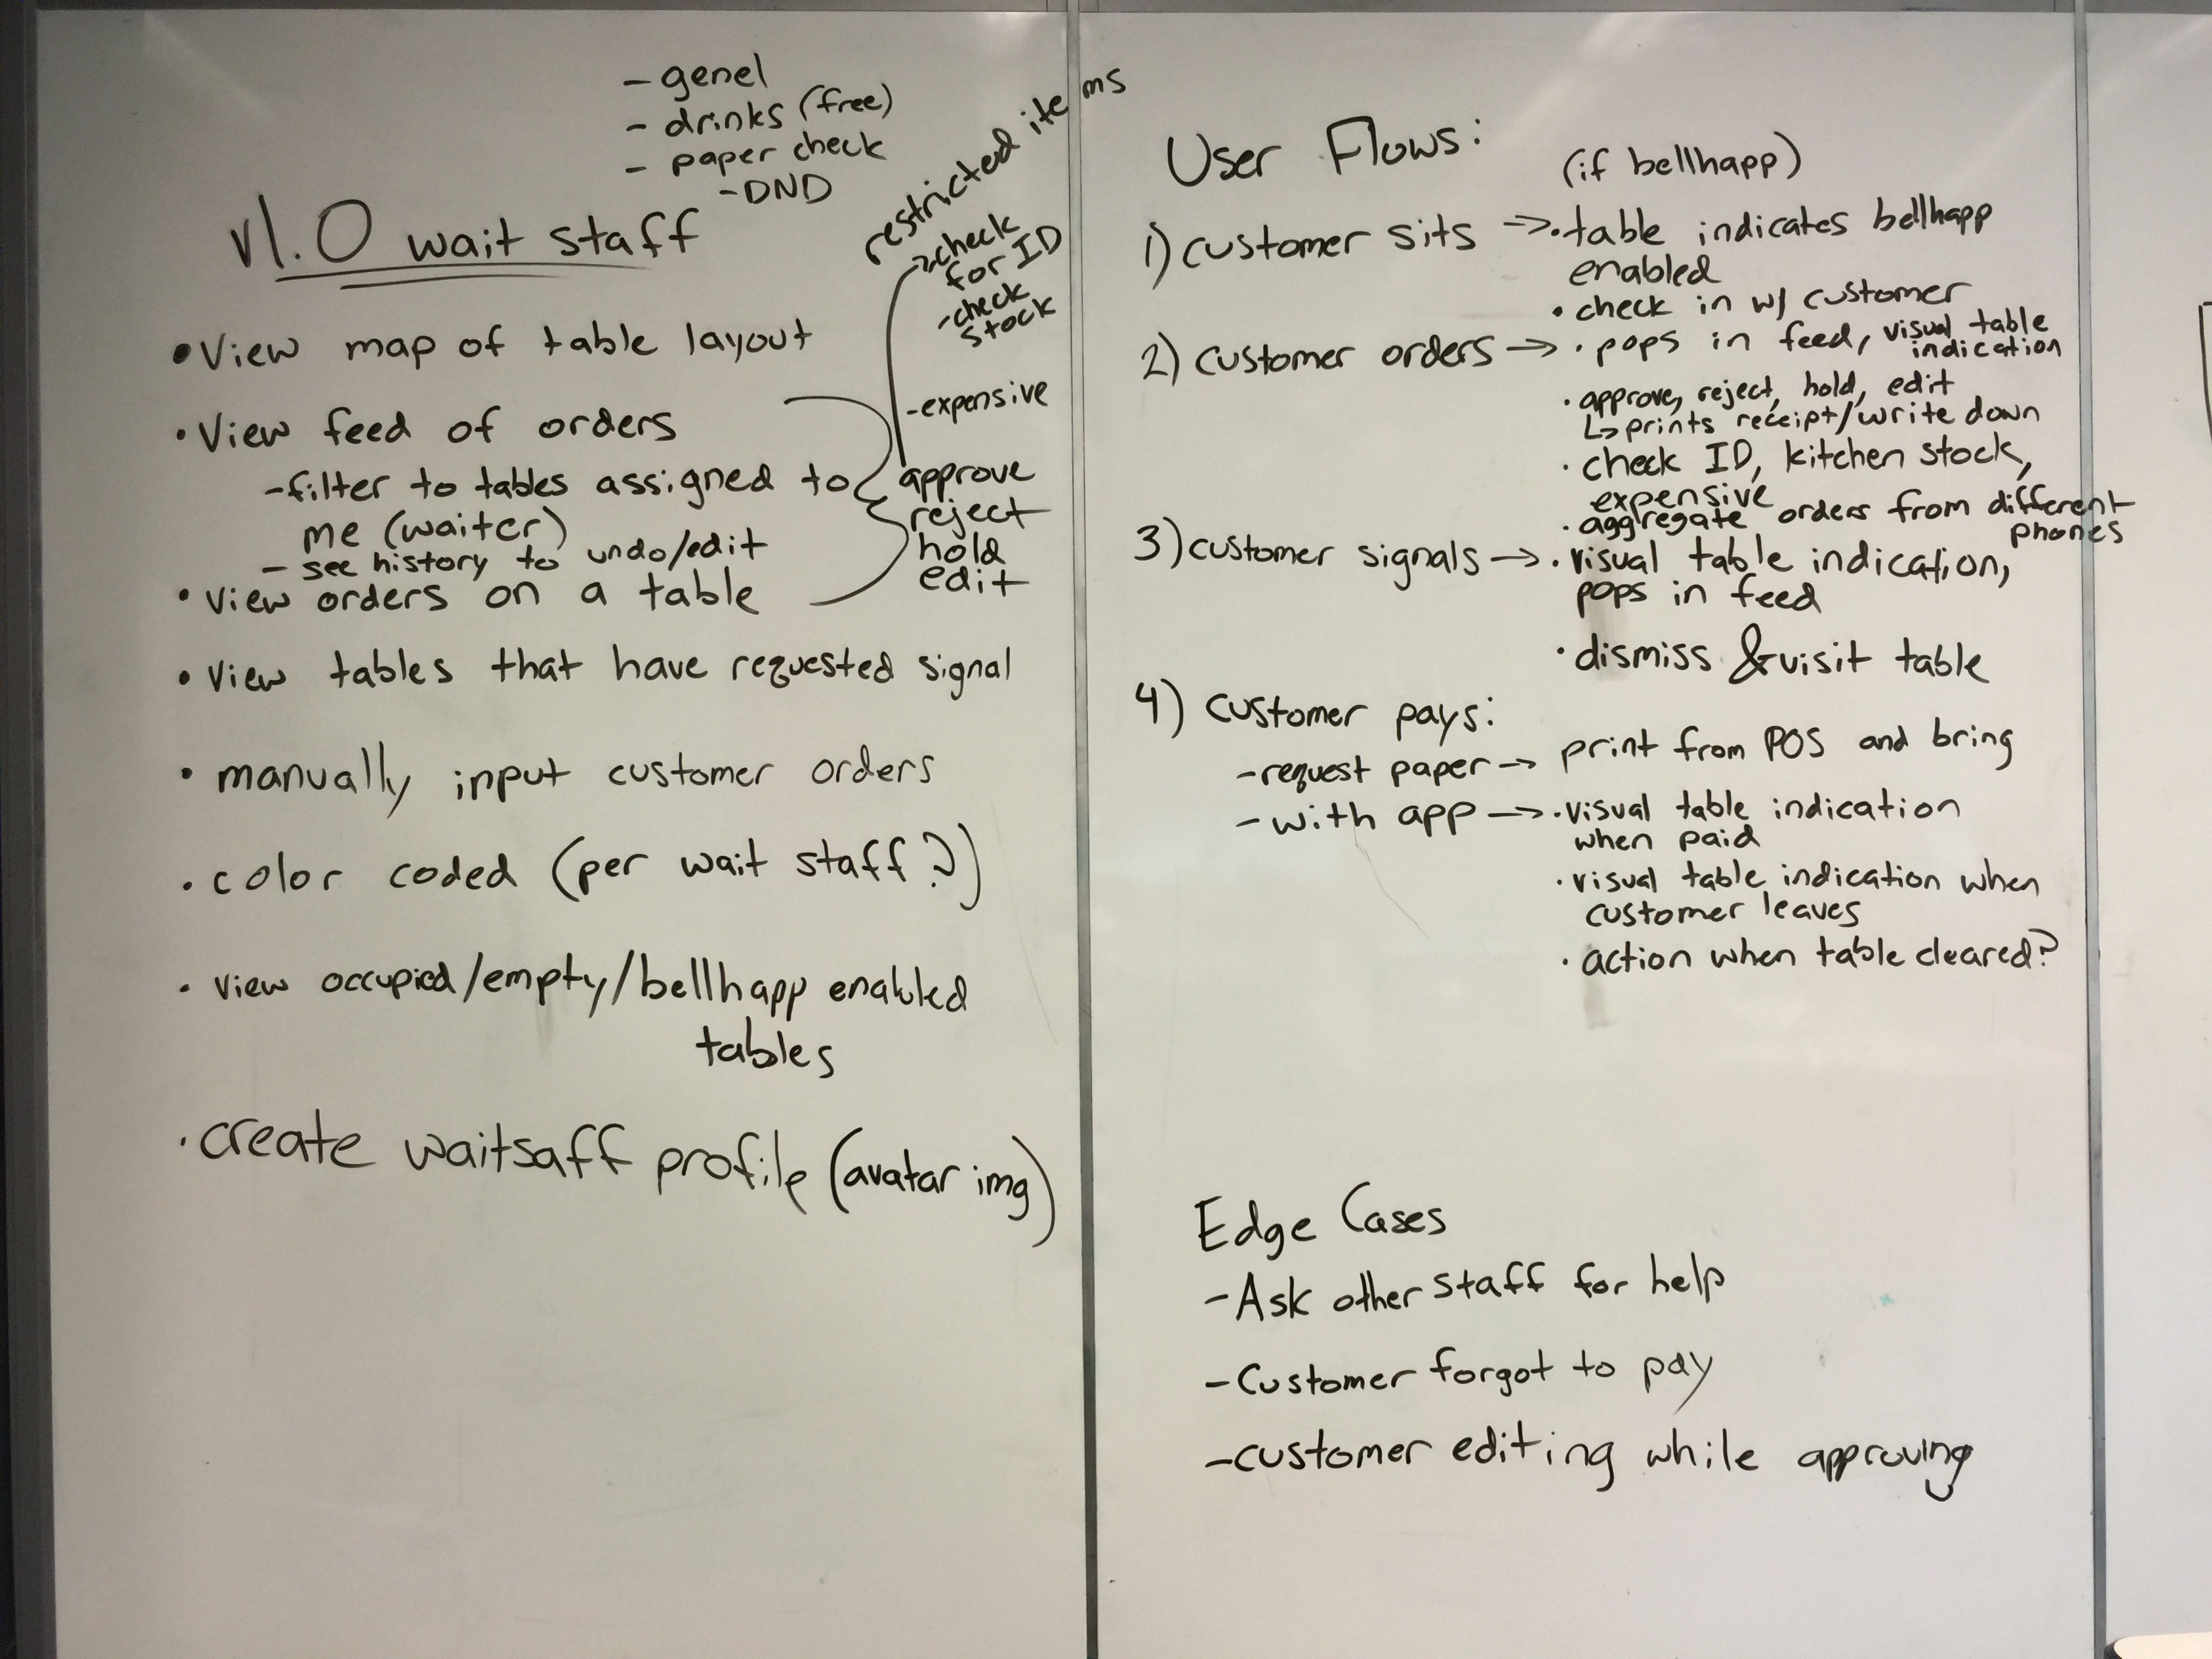 - genel
- drinks (free)
- paper check
- DND
restricted items
v1.0 wait staff
→ check
for ID
- check
stock
• View map of table layout
- expensive
• View feed of orders
- filter to tables assigned to
me (waiter)
- see history to undo/edit
approve
reject
hold
edit
• view orders on a table
• View tables that have requested signal
• manually input customer orders
• color coded (per wait staff?)
• view occupied/empty/bellhapp enabled
tables
• create waitsaff profile (avatar img)
User Flows:
(if bellhapp)
1) customer sits → • table indicates bellhapp
enabled
• check in w/ customer
2) customer orders → • pops in feed, visual table
indication
• approve, reject, hold, edit
↳ prints receipt/write down
• check ID, kitchen stock,
expensive
• aggregate orders from different
phones
3) customer signals → • visual table indication,
pops in feed
• dismiss & visit table
4) customer pays:
- request paper → print from POS and bring
- with app → • visual table indication
when paid
• visual table indication when
customer leaves
• action when table cleared?
Edge Cases
- Ask other staff for help
- Customer forgot to pay
- customer editing while approving